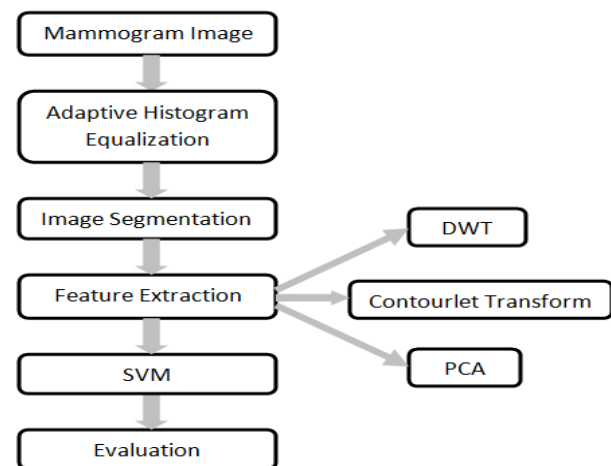 Mammogram Image
Adaptive Histogram
Equalization
Image Segmentation
DWT
Feature Extraction
Contourlet Transform
PCA
SVM
Evaluation